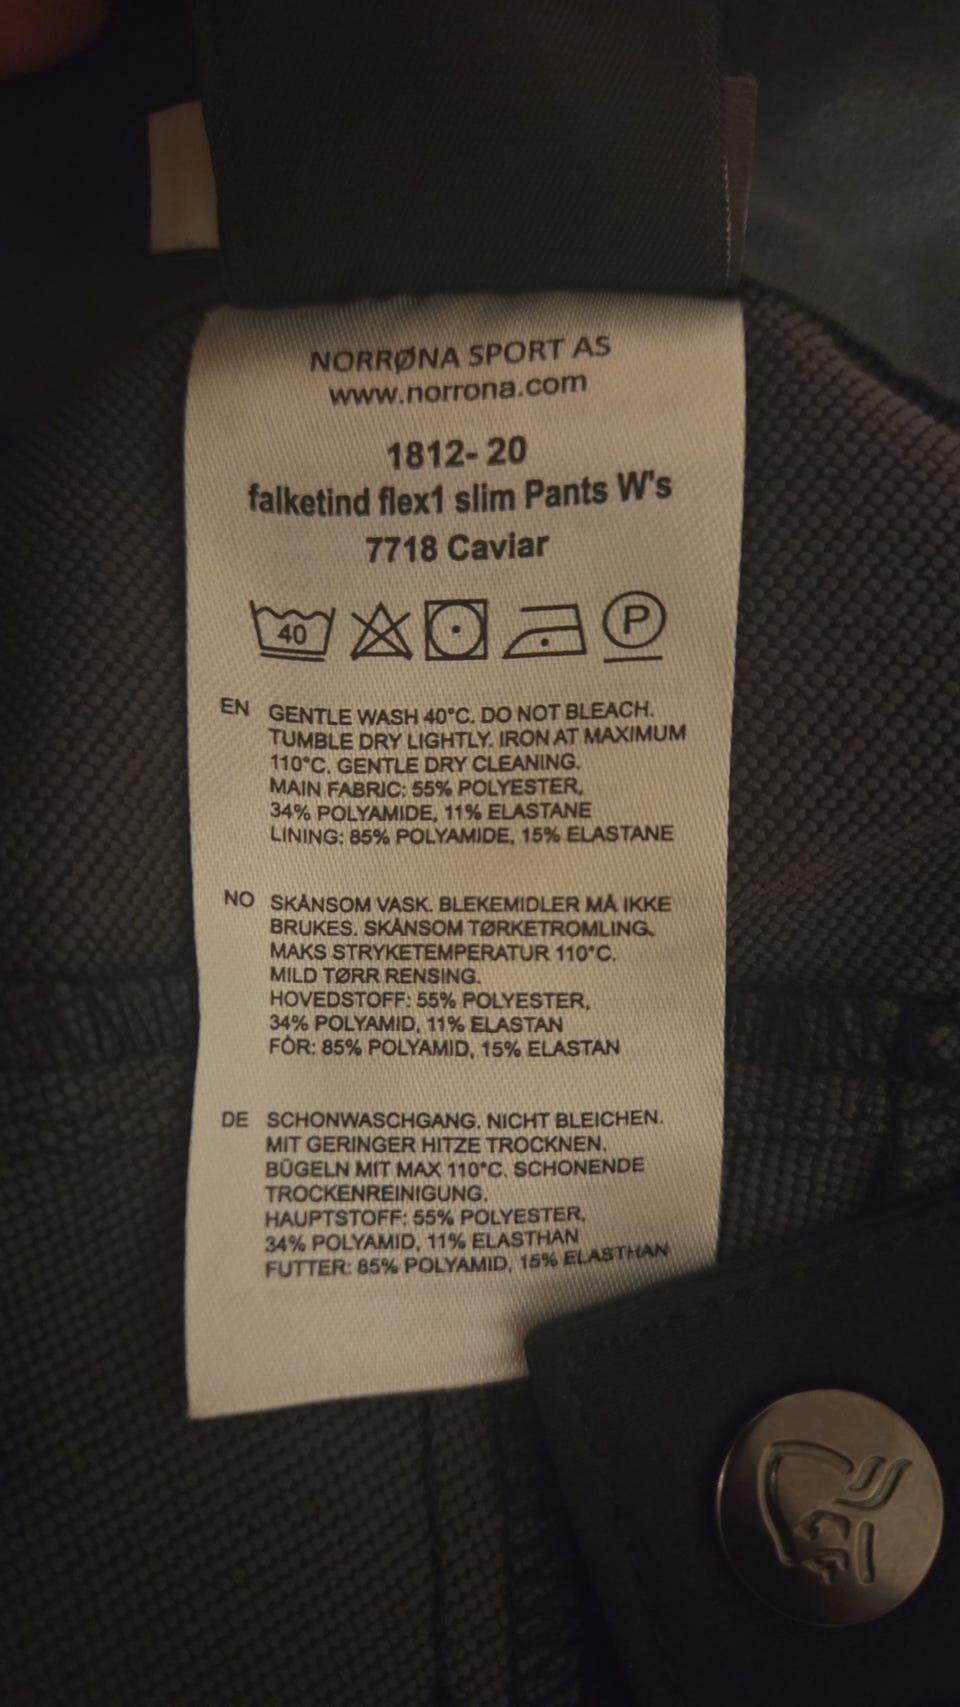 NORRØNA SPORT AS
www.norrona.com
1812- 20
falketind flex1 slim Pants W's
7718 Caviar
40 P
EN GENTLE WASH 40°C. DO NOT BLEACH.
TUMBLE DRY LIGHTLY. IRON AT MAXIMUM
110°C. GENTLE DRY CLEANING.
MAIN FABRIC: 55% POLYESTER,
34% POLYAMIDE, 11% ELASTANE
LINING: 85% POLYAMIDE, 15% ELASTANE
NO SKÅNSOM VASK. BLEKEMIDLER MÅ IKKE
BRUKES. SKÅNSOM TØRKETROMLING.
MAKS STRYKETEMPERATUR 110°C.
MILD TØRR RENSING.
HOVEDSTOFF: 55% POLYESTER,
34% POLYAMID, 11% ELASTAN
FÔR: 85% POLYAMID, 15% ELASTAN
DE SCHONWASCHGANG. NICHT BLEICHEN.
MIT GERINGER HITZE TROCKNEN.
BÜGELN MIT MAX 110°C. SCHONENDE
TROCKENREINIGUNG.
HAUPTSTOFF: 55% POLYESTER,
34% POLYAMID, 11% ELASTHAN
FUTTER: 85% POLYAMID, 15% ELASTHAN